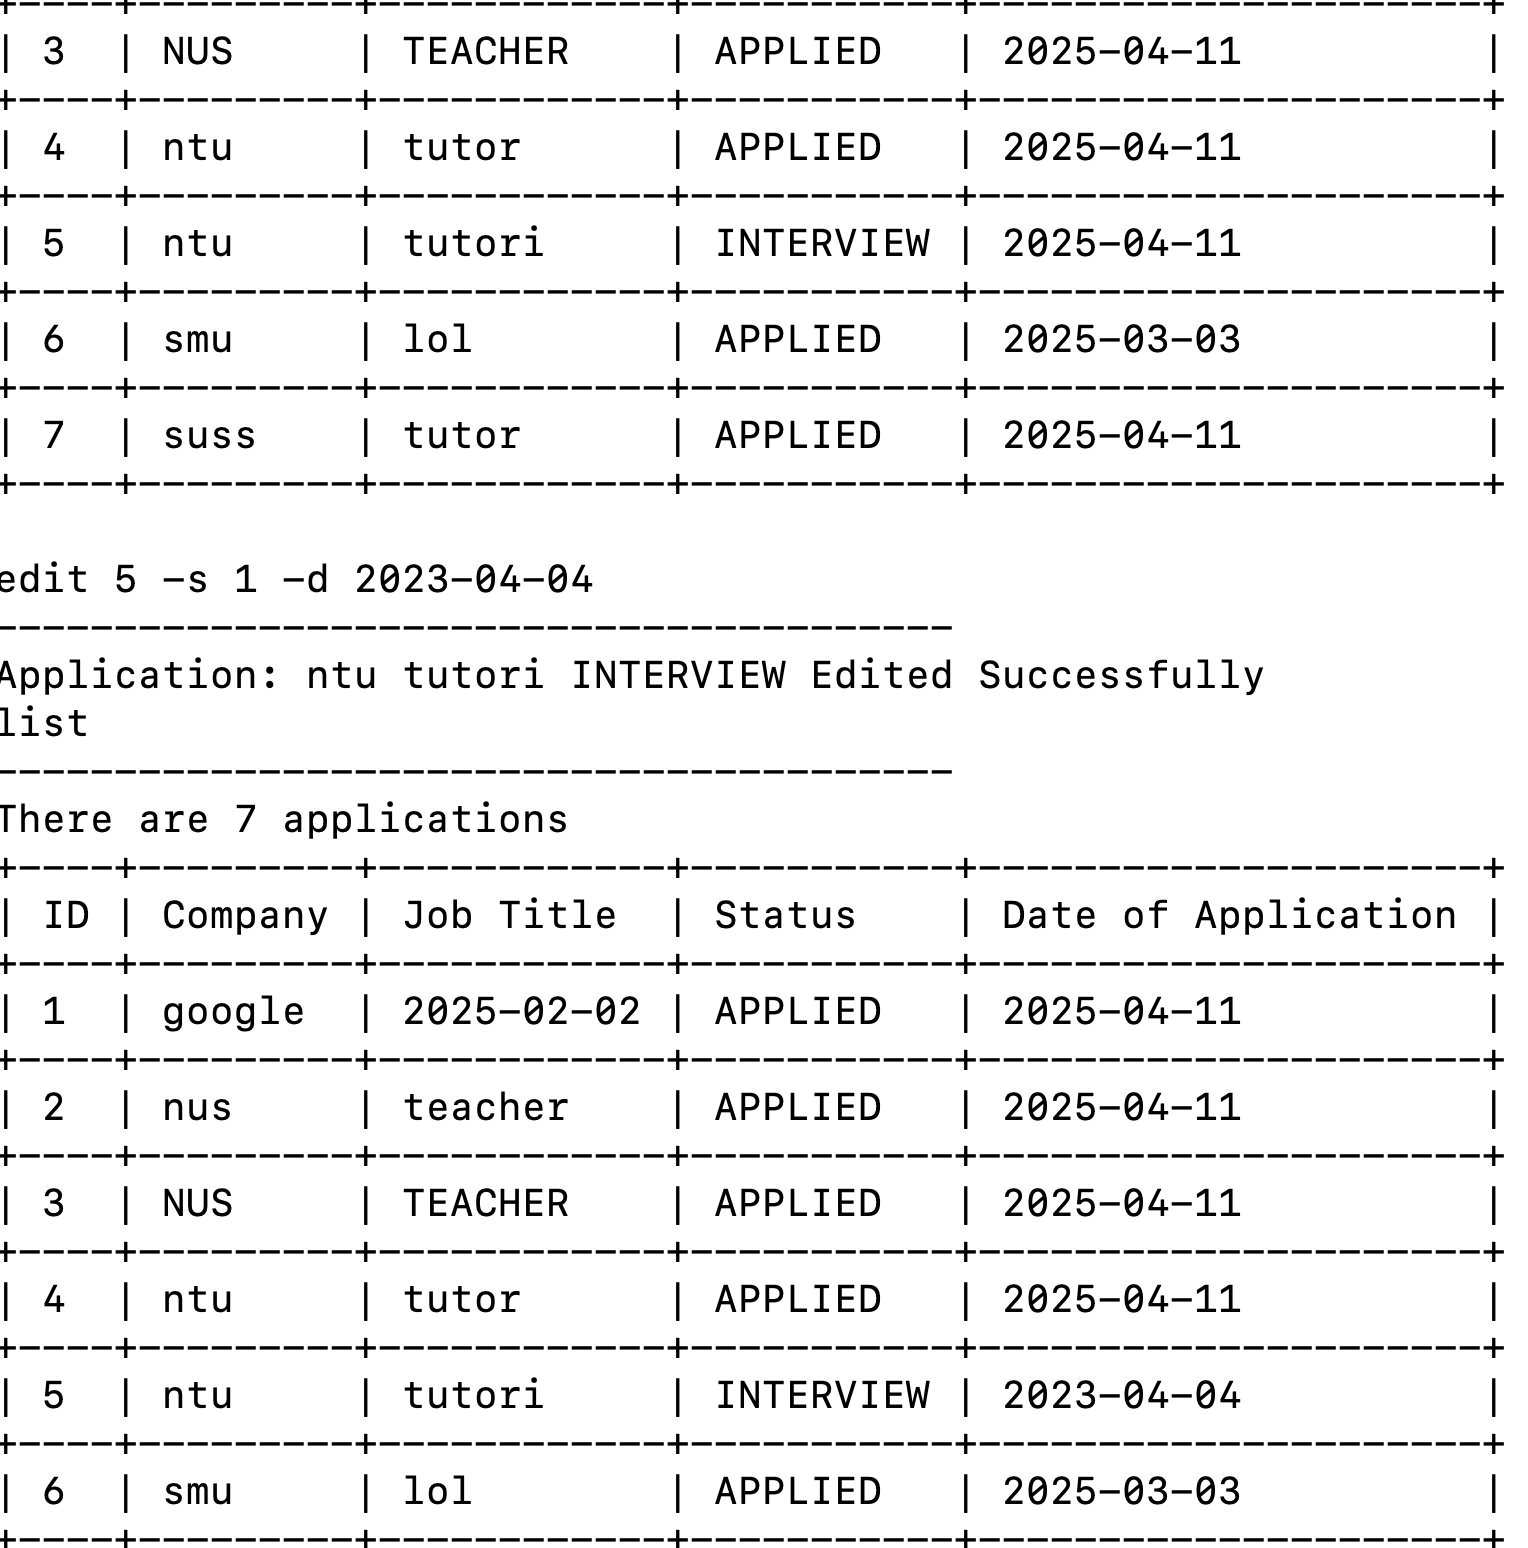 +----+---------+------------+-----------+---------------------+
| 3  | NUS     | TEACHER    | APPLIED   | 2025-04-11          |
+----+---------+------------+-----------+---------------------+
| 4  | ntu     | tutor      | APPLIED   | 2025-04-11          |
+----+---------+------------+-----------+---------------------+
| 5  | ntu     | tutori     | INTERVIEW | 2025-04-11          |
+----+---------+------------+-----------+---------------------+
| 6  | smu     | lol        | APPLIED   | 2025-03-03          |
+----+---------+------------+-----------+---------------------+
| 7  | suss    | tutor      | APPLIED   | 2025-04-11          |
+----+---------+------------+-----------+---------------------+
edit 5 -s 1 -d 2023-04-04
----------------------------------------
Application: ntu tutori INTERVIEW Edited Successfully
list
----------------------------------------
There are 7 applications
+----+---------+------------+-----------+---------------------+
| ID | Company | Job Title  | Status    | Date of Application |
+----+---------+------------+-----------+---------------------+
| 1  | google  | 2025-02-02 | APPLIED   | 2025-04-11          |
+----+---------+------------+-----------+---------------------+
| 2  | nus     | teacher    | APPLIED   | 2025-04-11          |
+----+---------+------------+-----------+---------------------+
| 3  | NUS     | TEACHER    | APPLIED   | 2025-04-11          |
+----+---------+------------+-----------+---------------------+
| 4  | ntu     | tutor      | APPLIED   | 2025-04-11          |
+----+---------+------------+-----------+---------------------+
| 5  | ntu     | tutori     | INTERVIEW | 2023-04-04          |
+----+---------+------------+-----------+---------------------+
| 6  | smu     | lol        | APPLIED   | 2025-03-03          |
+----+---------+------------+-----------+---------------------+